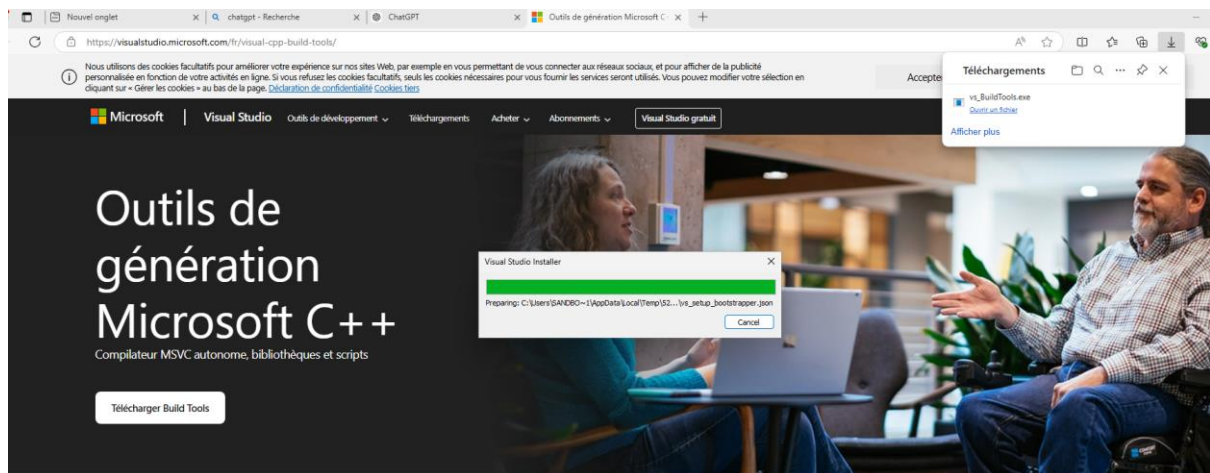 Nouvel onglet
chatgpt - Recherche
ChatGPT
Outils de génération Microsoft C
https://visualstudio.microsoft.com/fr/visual-cpp-build-tools/
Nous utilisons des cookies facultatifs pour améliorer votre expérience sur nos sites Web, par exemple en vous permettant de vous connecter aux réseaux sociaux, et pour afficher de la publicité
personnalisée en fonction de votre activités en ligne. Si vous refusez les cookies facultatifs, seuls les cookies nécessaires pour vous fournir les services seront utilisés. Vous pouvez modifier votre sélection en
cliquant sur « Gérer les cookies » au bas de la page. Déclaration de confidentialité Cookies tiers
Accepte
Téléchargements
vs_BuildTools.exe
Ouvrir un fichier
Afficher plus
Microsoft
Visual Studio
Outils de développement
Téléchargements
Acheter
Abonnements
Visual Studio gratuit
Outils de
génération
Microsoft C++
Compilateur MSVC autonome, bibliothèques et scripts
Télécharger Build Tools
Visual Studio Installer
Preparing: C:\Users\SANDBO~1\AppData\Local\Temp\52...\vs_setup_bootstrapper.json
Cancel